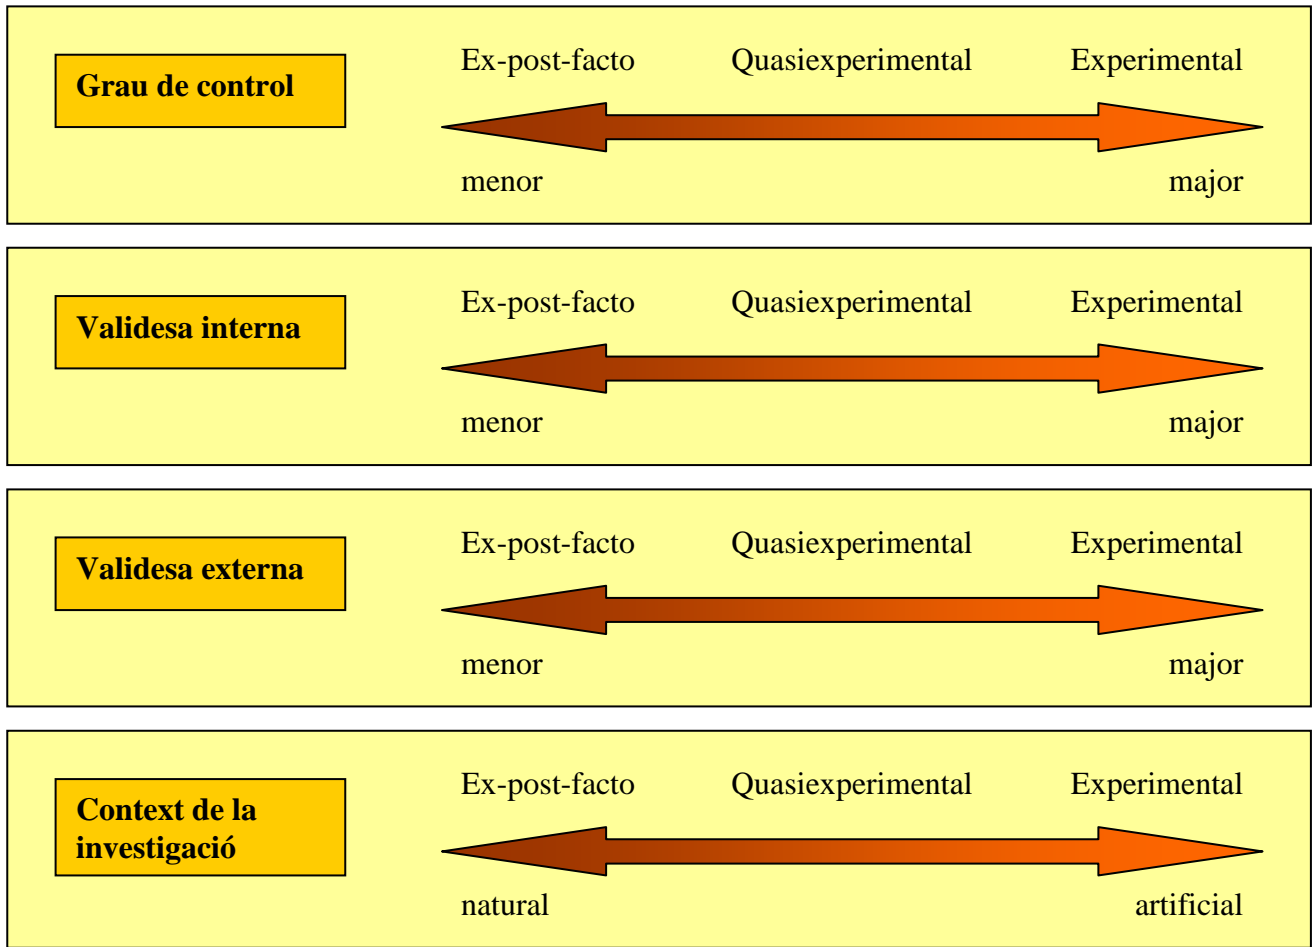 Grau de control
Ex-post-facto Quasiexperimental Experimental
menor major
Validesa interna
Ex-post-facto Quasiexperimental Experimental
menor major
Validesa externa
Ex-post-facto Quasiexperimental Experimental
menor major
Context de la
investigació
Ex-post-facto Quasiexperimental Experimental
natural artificial